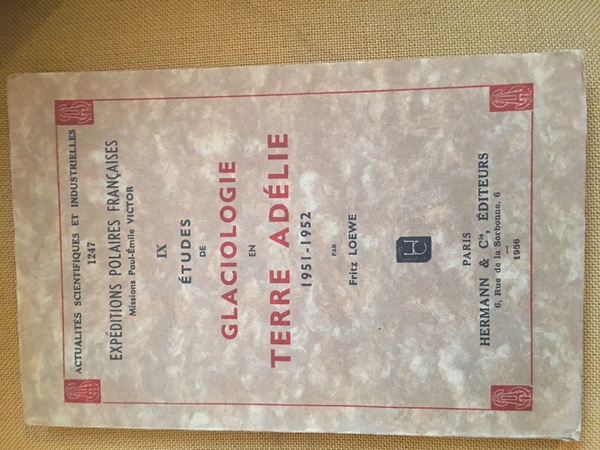 ACTUALITÉS SCIENTIFIQUES ET INDUSTRIELLES
1247
EXPÉDITIONS POLAIRES FRANÇAISES
Missions Paul-Émile VICTOR
IX
ÉTUDES
DE
GLACIOLOGIE
EN
TERRE ADÉLIE
1951-1952
PAR
Fritz LOEWE
PARIS
HERMANN & Cie, ÉDITEURS
6, Rue de la Sorbonne, 6
1956